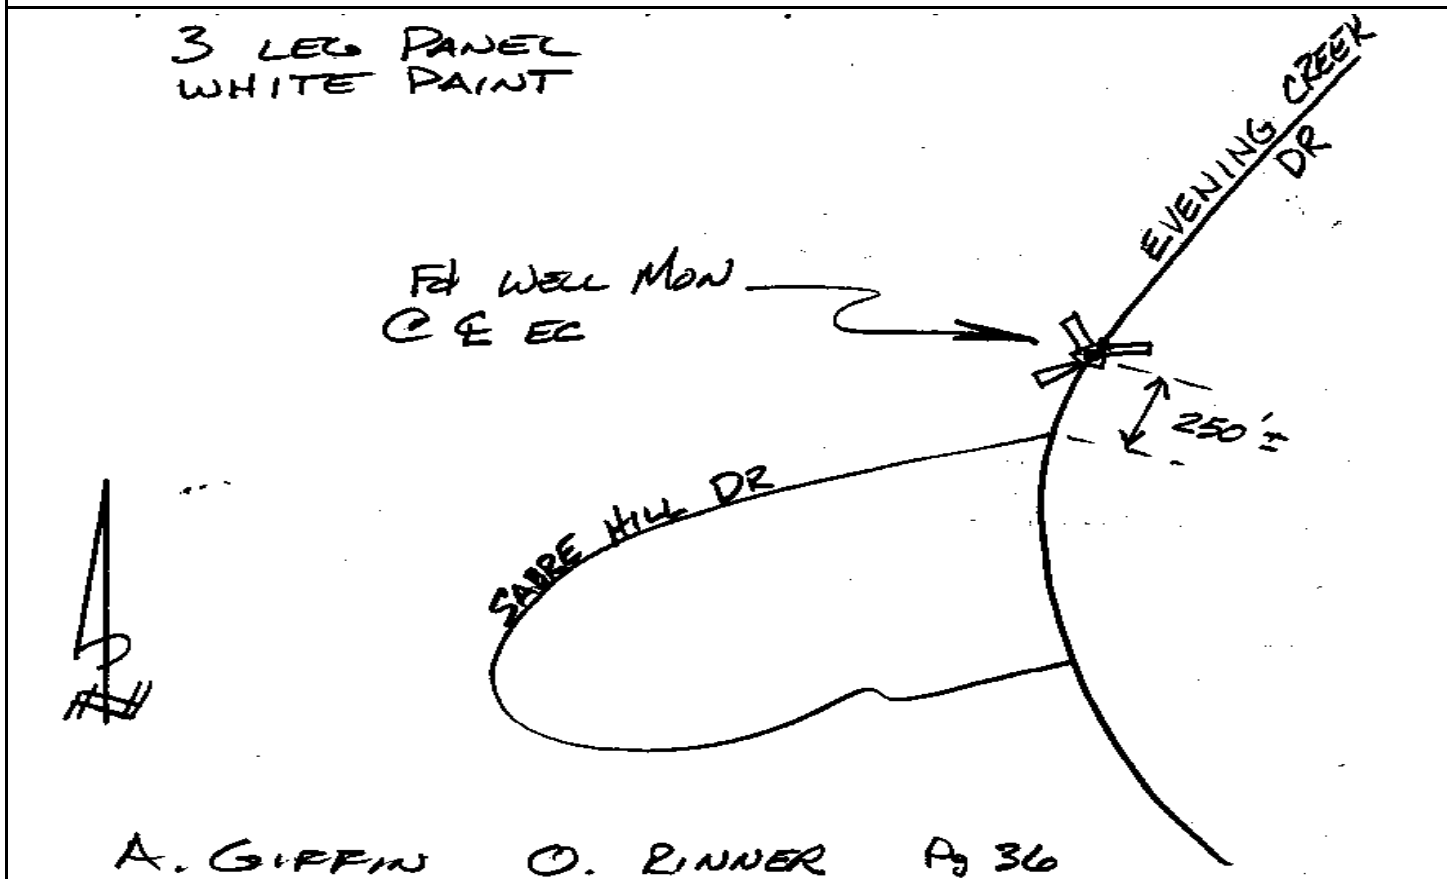 3 LEG PANEL
WHITE PAINT
EVENING CREEK
DR
Fd WELL MON
@ ℄ EC
250'±
SABRE HILL DR
A. GIFFIN O. RINNER Pg 36